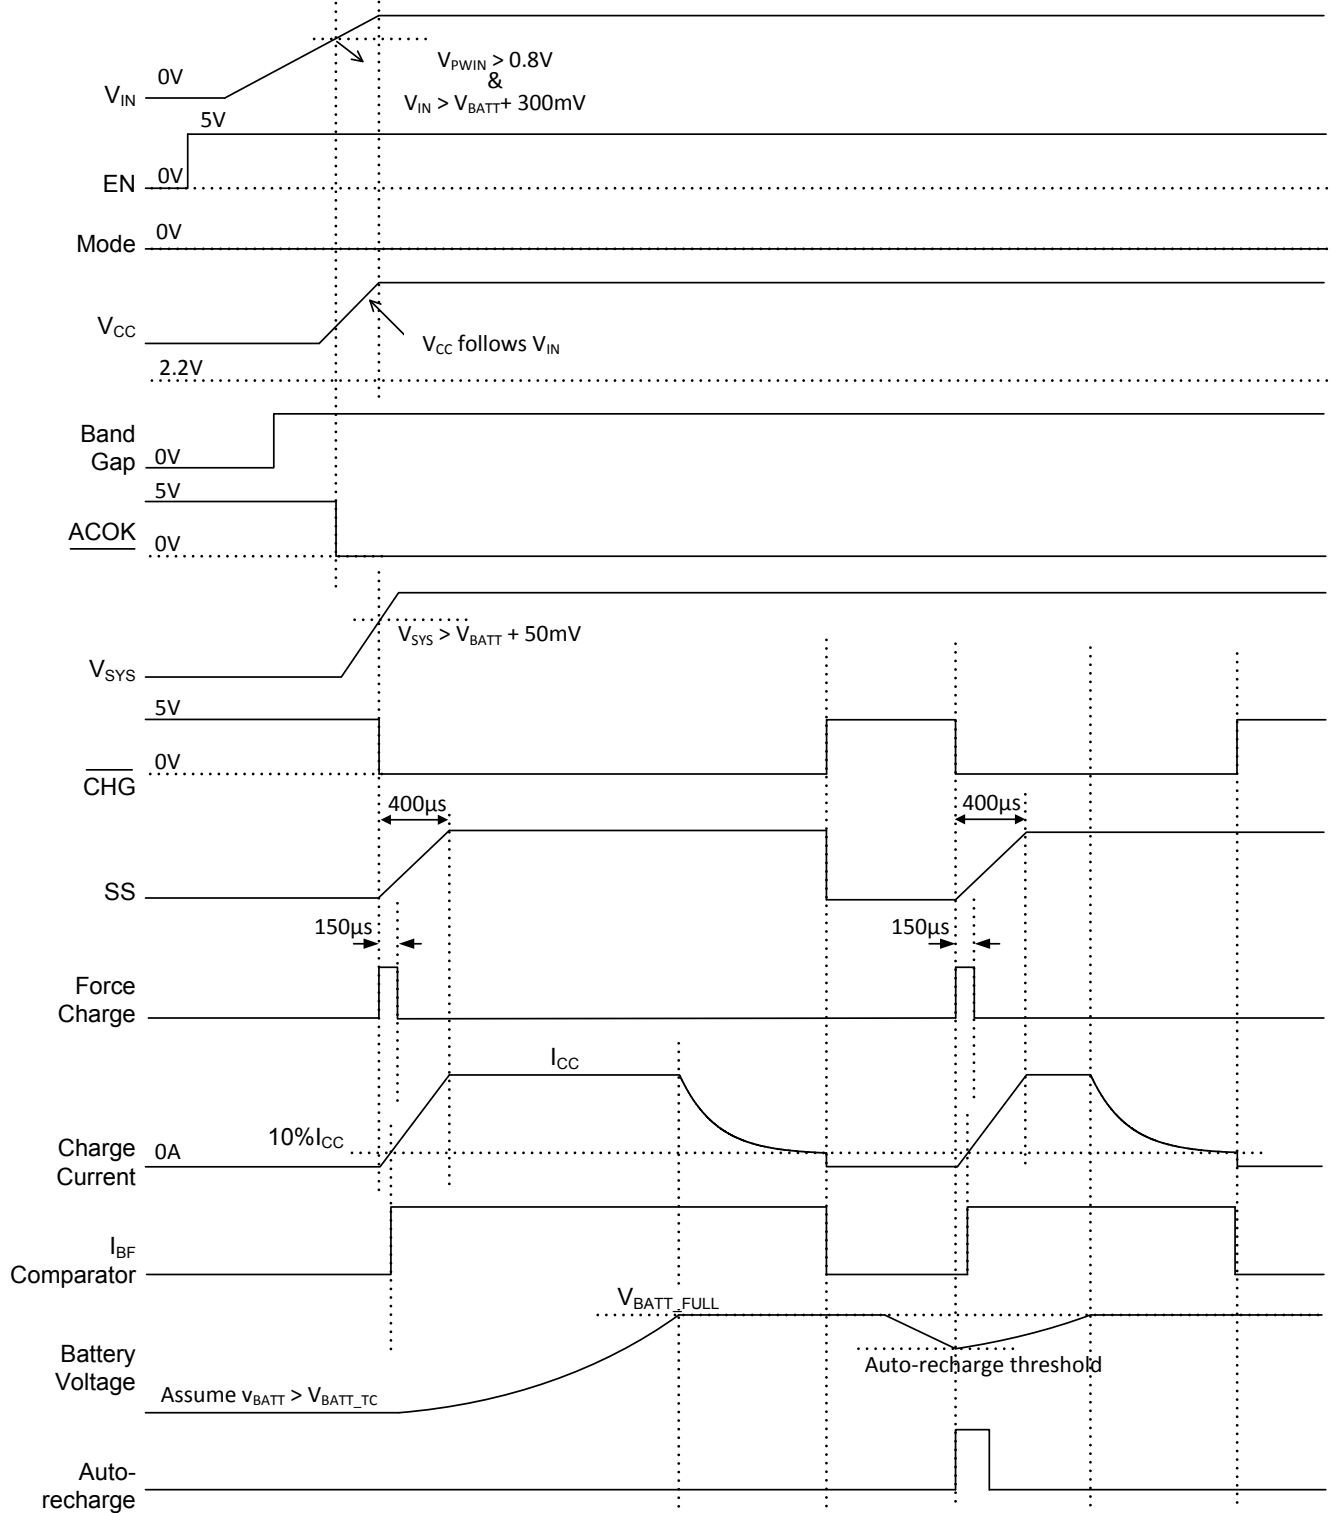 V_PWIN > 0.8V
&
V_IN > V_BATT + 300mV
0V
V_IN
5V
EN
0V
Mode
0V
V_CC
V_CC follows V_IN
2.2V
Band
Gap
0V
5V
ACOK
0V
V_SYS > V_BATT + 50mV
V_SYS
5V
0V
CHG
400μs
400μs
SS
150μs
150μs
Force
Charge
I_CC
10%I_CC
Charge
Current
0A
I_BF
Comparator
V_BATT_FULL
Battery
Voltage
Auto-recharge threshold
Assume v_BATT > V_BATT_TC
Auto-
recharge